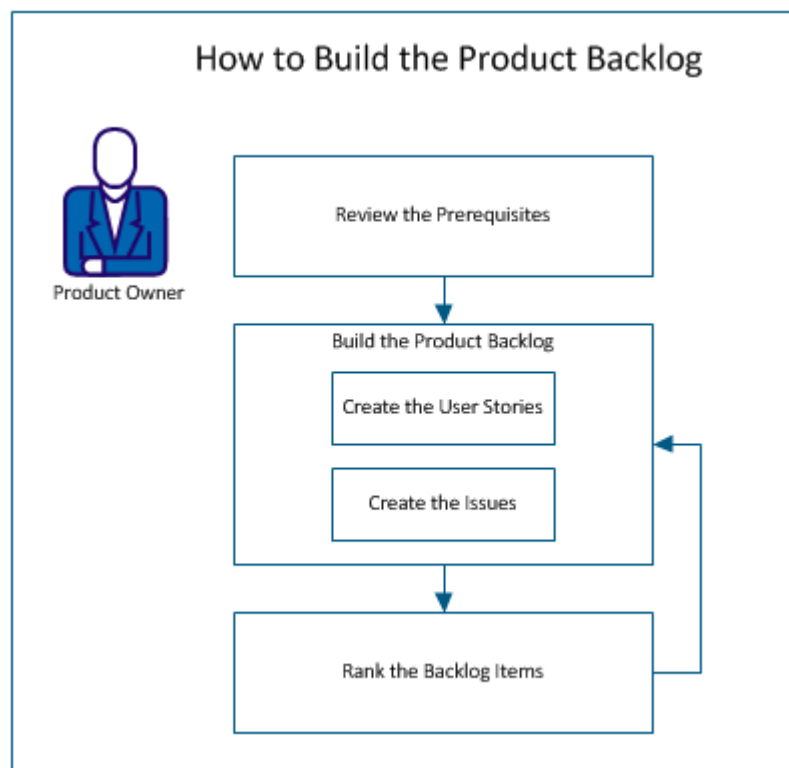 How to Build the Product Backlog
Review the Prerequisites
Product Owner
Build the Product Backlog
Create the User Stories
Create the Issues
Rank the Backlog Items